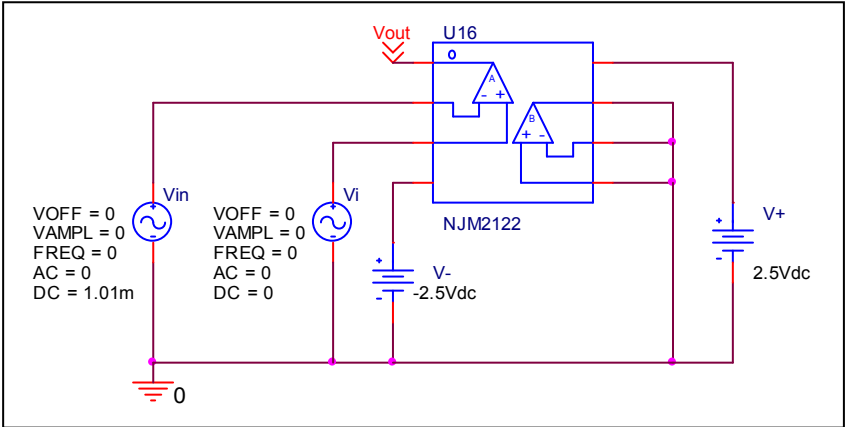 Vout
U16
A
- +
B
+ -
Vin
VOFF = 0
VAMPL = 0
FREQ = 0
AC = 0
DC = 1.01m
+
-
Vi
VOFF = 0
VAMPL = 0
FREQ = 0
AC = 0
DC = 0
+
-
NJM2122
+
V-
-
-2.5Vdc
V+
+
-
2.5Vdc
0